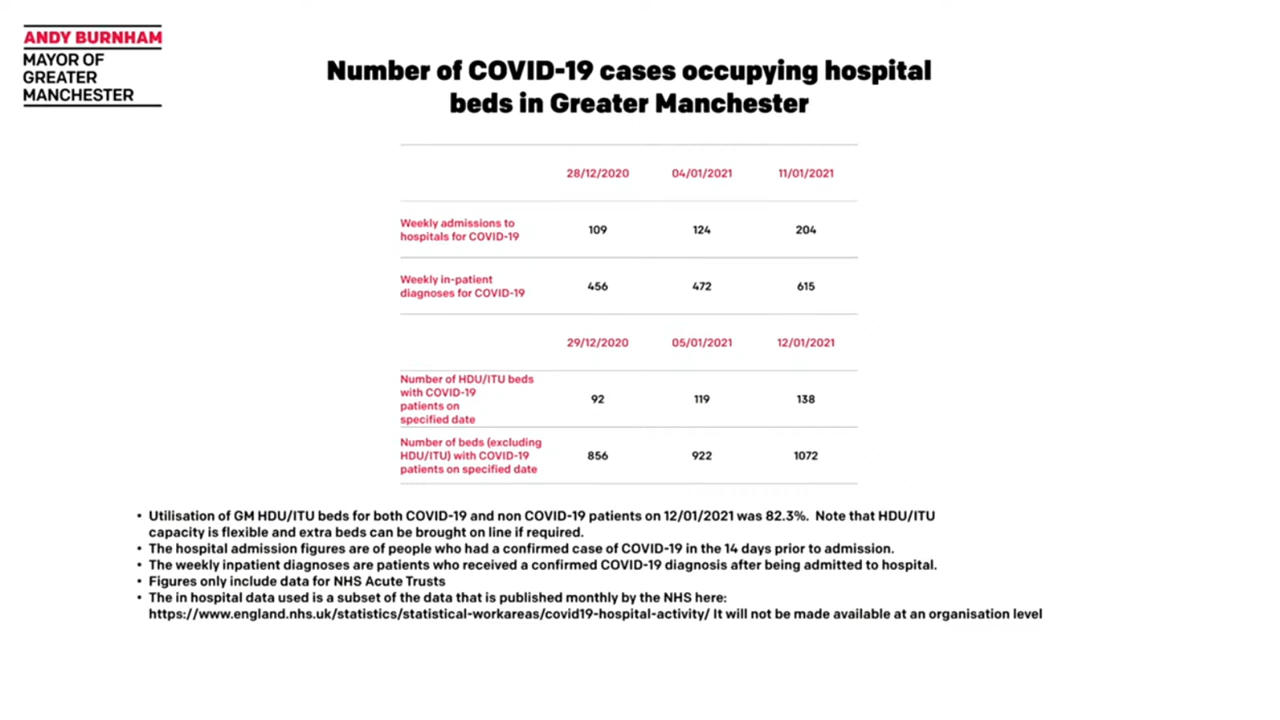 ANDY BURNHAM
MAYOR OF
GREATER
MANCHESTER
Number of COVID-19 cases occupying hospital
beds in Greater Manchester
28/12/2020 04/01/2021 11/01/2021
Weekly admissions to
hospitals for COVID-19 109 124 204
Weekly in-patient
diagnoses for COVID-19 456 472 615
29/12/2020 05/01/2021 12/01/2021
Number of HDU/ITU beds
with COVID-19
patients on
specified date 92 119 138
Number of beds (excluding
HDU/ITU) with COVID-19
patients on specified date 856 922 1072
• Utilisation of GM HDU/ITU beds for both COVID-19 and non COVID-19 patients on 12/01/2021 was 82.3%. Note that HDU/ITU
capacity is flexible and extra beds can be brought on line if required.
• The hospital admission figures are of people who had a confirmed case of COVID-19 in the 14 days prior to admission.
• The weekly inpatient diagnoses are patients who received a confirmed COVID-19 diagnosis after being admitted to hospital.
• Figures only include data for NHS Acute Trusts
• The in hospital data used is a subset of the data that is published monthly by the NHS here:
https://www.england.nhs.uk/statistics/statistical-workareas/covid19-hospital-activity/ It will not be made available at an organisation level